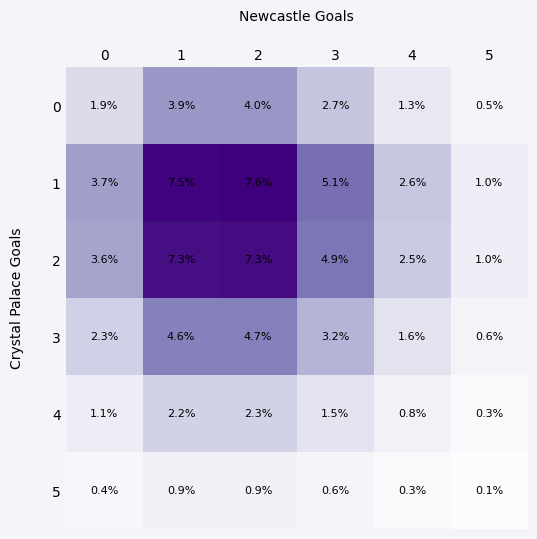 Newcastle Goals
0 1 2 3 4 5
0 1.9% 3.9% 4.0% 2.7% 1.3% 0.5%
1 3.7% 7.5% 7.6% 5.1% 2.6% 1.0%
Crystal Palace Goals
2 3.6% 7.3% 7.3% 4.9% 2.5% 1.0%
3 2.3% 4.6% 4.7% 3.2% 1.6% 0.6%
4 1.1% 2.2% 2.3% 1.5% 0.8% 0.3%
5 0.4% 0.9% 0.9% 0.6% 0.3% 0.1%